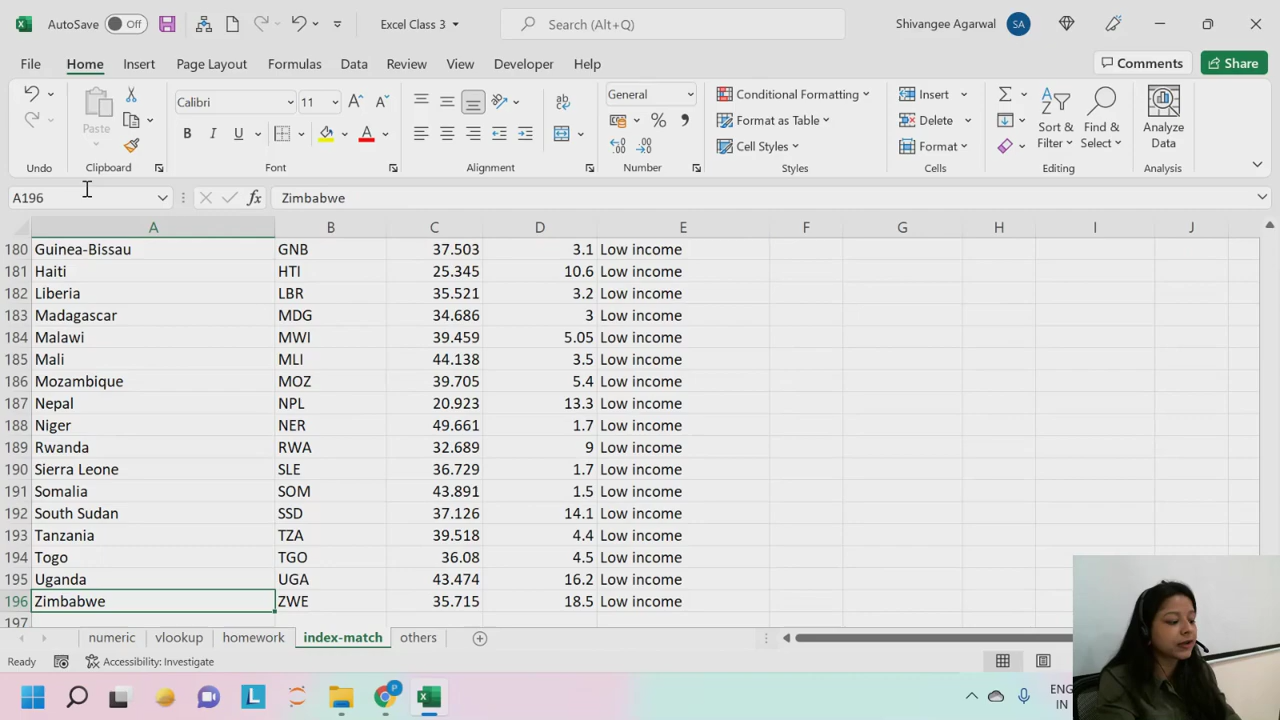 AutoSave Off Excel Class 3 Search (Alt+Q) Shivangee Agarwal SA
File Home Insert Page Layout Formulas Data Review View Developer Help Comments Share
Calibri 11 General Conditional Formatting Insert
Paste B I U A % Format as Table Delete Sort & Find & Analyze
Cell Styles Format Filter Select Data
Undo Clipboard Font Alignment Number Styles Cells Editing Analysis
A196 fx Zimbabwe
A B C D E F G H I J
180 Guinea-Bissau GNB 37.503 3.1 Low income
181 Haiti HTI 25.345 10.6 Low income
182 Liberia LBR 35.521 3.2 Low income
183 Madagascar MDG 34.686 3 Low income
184 Malawi MWI 39.459 5.05 Low income
185 Mali MLI 44.138 3.5 Low income
186 Mozambique MOZ 39.705 5.4 Low income
187 Nepal NPL 20.923 13.3 Low income
188 Niger NER 49.661 1.7 Low income
189 Rwanda RWA 32.689 9 Low income
190 Sierra Leone SLE 36.729 1.7 Low income
191 Somalia SOM 43.891 1.5 Low income
192 South Sudan SSD 37.126 14.1 Low income
193 Tanzania TZA 39.518 4.4 Low income
194 Togo TGO 36.08 4.5 Low income
195 Uganda UGA 43.474 16.2 Low income
196 Zimbabwe ZWE 35.715 18.5 Low income
197
numeric vlookup homework index-match others
Ready Accessibility: Investigate
ENG
IN